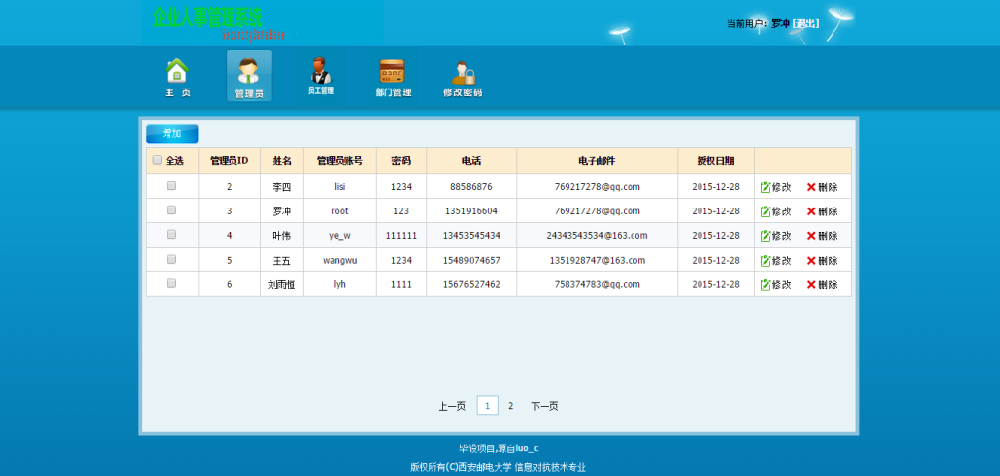 企业人事管理系统
当前用户：罗冲 [退出]
主 页 管理员 员工管理 部门管理 修改密码
增加
全选 管理员ID 姓名 管理员账号 密码 电话 电子邮件 授权日期
2 李四 lisi 1234 88586876 769217278@qq.com 2015-12-28 修改 删除
3 罗冲 root 123 1351916604 769217278@qq.com 2015-12-28 修改 删除
4 叶伟 ye_w 111111 13453545434 24343543534@163.com 2015-12-28 修改 删除
5 王五 wangwu 1234 15489074657 1351928747@163.com 2015-12-28 修改 删除
6 刘雨恒 lyh 1111 15676527462 758374783@qq.com 2015-12-28 修改 删除
上一页 1 2 下一页
毕设项目,源自luo_c
版权所有(C)西安邮电大学 信息对抗技术专业